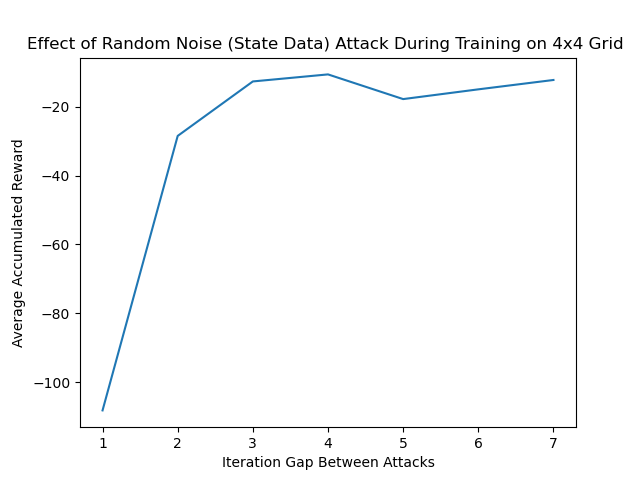 Effect of Random Noise (State Data) Attack During Training on 4x4 Grid
Average Accumulated Reward
−20
−40
−60
−80
−100
1 2 3 4 5 6 7
Iteration Gap Between Attacks